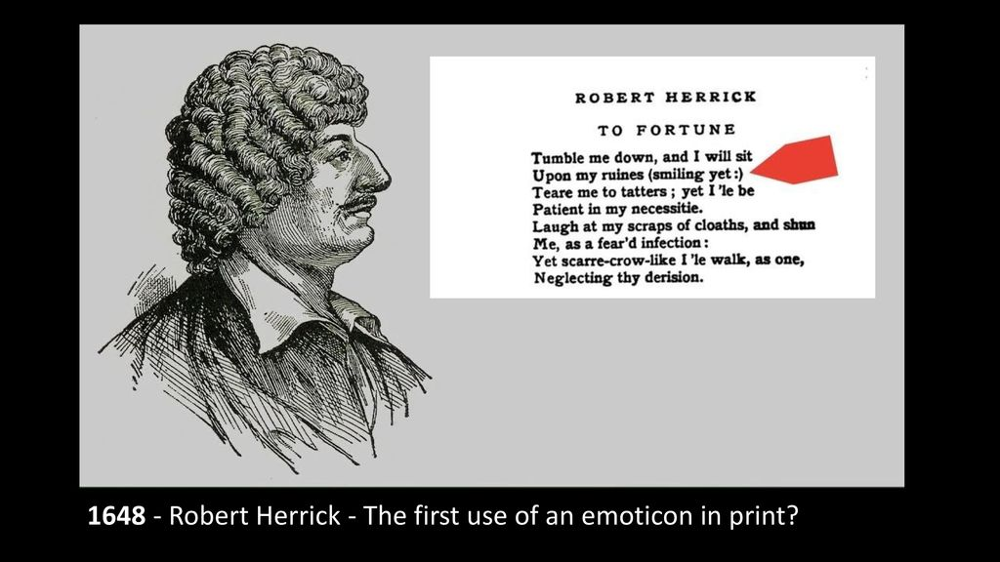 ROBERT HERRICK
TO FORTUNE
Tumble me down, and I will sit
Upon my ruines (smiling yet :)
Teare me to tatters ; yet I 'le be
Patient in my necessitie.
Laugh at my scraps of cloaths, and shun
Me, as a fear'd infection :
Yet scarre-crow-like I 'le walk, as one,
Neglecting thy derision.
1648 - Robert Herrick - The first use of an emoticon in print?